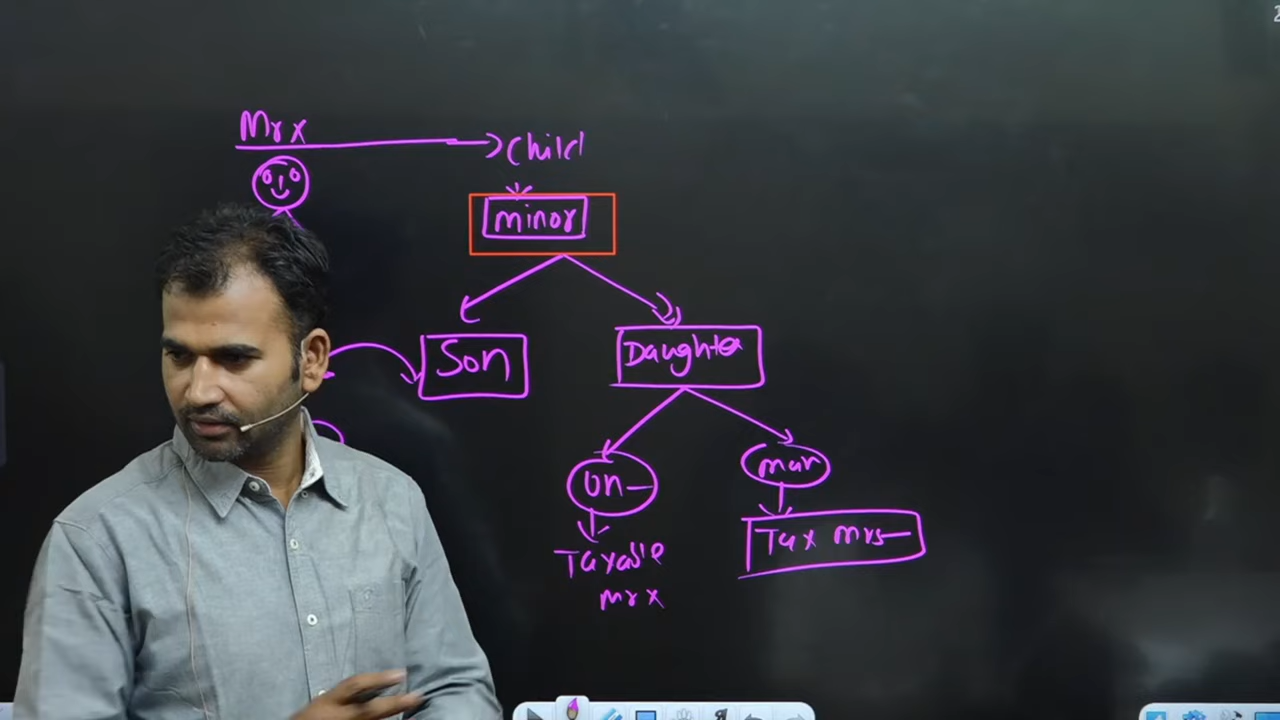 Mr x
Child
minor
Son
Daughter
un-
mar
Taxable
mr x
Tax mrs-